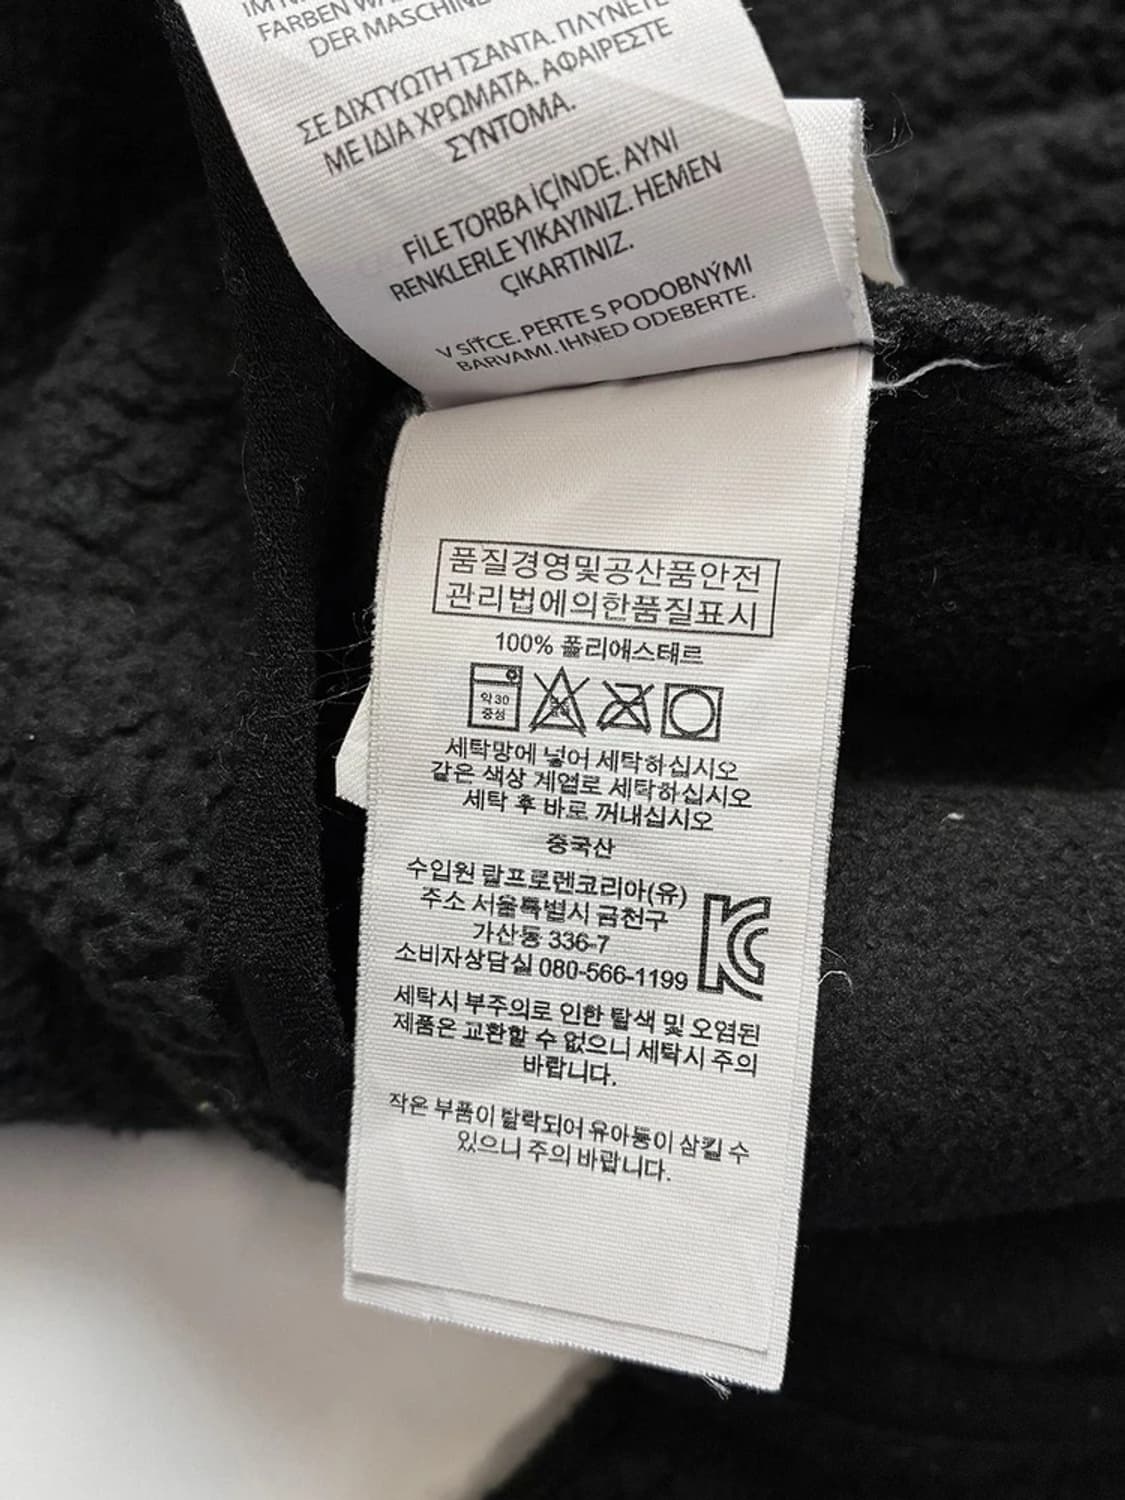 FARBEN
DER MASCHINE
ΣΕ ΔΙΧΤΥΩΤΗ ΤΣΑΝΤΑ. ΠΛΥΝΕΤΕ
ΜΕ ΙΔΙΑ ΧΡΩΜΑΤΑ. ΑΦΑΙΡΕΣΤΕ
ΣΥΝΤΟΜΑ.
FİLE TORBA İÇİNDE. AYNI
RENKLERLE YIKAYINIZ. HEMEN
ÇIKARTINIZ.
V SÍŤCE. PERTE S PODOBNÝMI
BARVAMI. IHNED ODEBERTE.
품질경영및공산품안전
관리법에의한품질표시
100% 폴리에스태르
약 30
중성
세탁망에 넣어 세탁하십시오
같은 색상 계열로 세탁하십시오
세탁 후 바로 꺼내십시오
중국산
수입원 랄프로렌코리아(유)
주소 서울특별시 금천구
가산동 336-7
소비자상담실 080-566-1199
세탁시 부주의로 인한 탈색 및 오염된
제품은 교환할 수 없으니 세탁시 주의
바랍니다.
작은 부품이 탈락되어 유아동이 삼킬 수
있으니 주의 바랍니다.